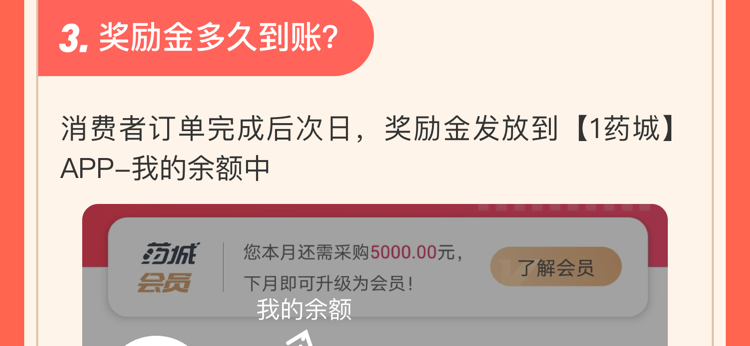 3. 奖励金多久到账?
消费者订单完成后次日，奖励金发放到【1药城】
APP-我的余额中
药城
会员
您本月还需采购5000.00元，
下月即可升级为会员！
了解会员
我的余额